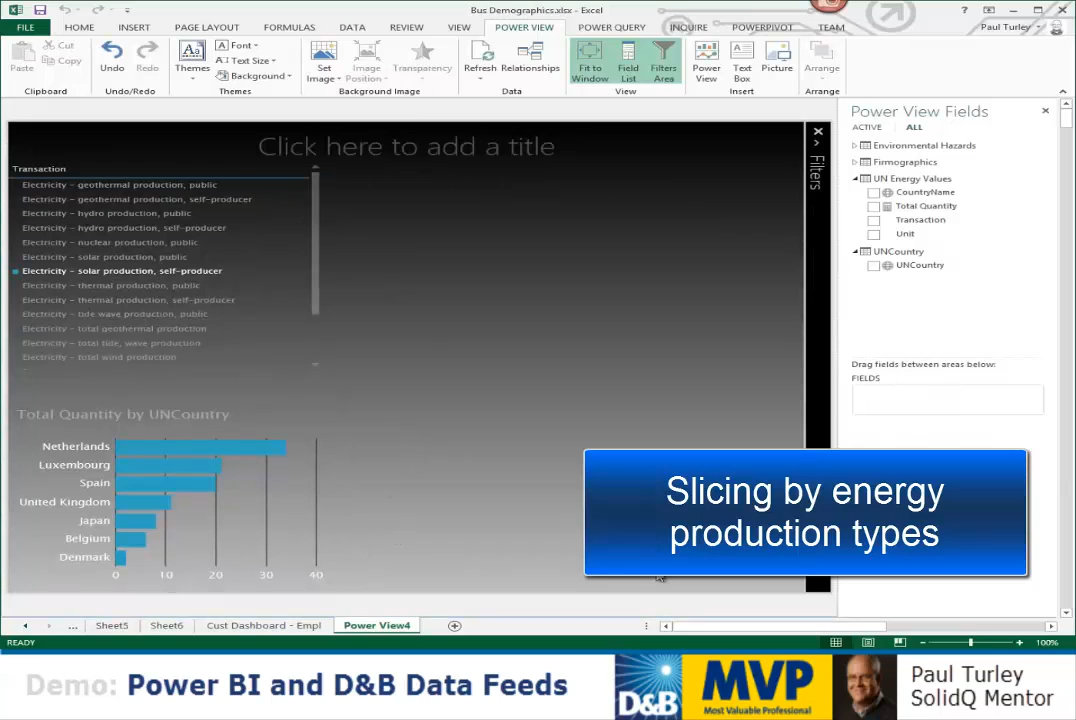 Bus Demographics.xlsx - Excel
FILE HOME INSERT PAGE LAYOUT FORMULAS DATA REVIEW VIEW POWER VIEW POWER QUERY INQUIRE POWERPIVOT TEAM Paul Turley
Paste
Cut
Copy
Clipboard
Undo Redo
Undo/Redo
Themes
Font
Text Size
Background
Themes
Set Image
Image Position
Transparency
Background Image
Refresh Relationships
Data
Fit to Window
Field List
Filters Area
View
Power View
Text Box
Picture
Insert
Arrange
Arrange
Click here to add a title
Transaction
Electricity - geothermal production, public
Electricity - geothermal production, self-producer
Electricity - hydro production, public
Electricity - hydro production, self-producer
Electricity - nuclear production, public
Electricity - solar production, public
Electricity - solar production, self-producer
Electricity - thermal production, public
Electricity - thermal production, self-producer
Electricity - tide wave production, public
Electricity - total geothermal production
Electricity - total tide, wave production
Electricity - total wind production
Total Quantity by UNCountry
Netherlands
Luxembourg
Spain
United Kingdom
Japan
Belgium
Denmark
0 10 20 30 40
Filters
Power View Fields
ACTIVE ALL
Environmental Hazards
Firmographics
UN Energy Values
CountryName
Total Quantity
Transaction
Unit
UNCountry
UNCountry
Drag fields between areas below:
FIELDS
Slicing by energy
production types
... Sheet5 Sheet6 Cust Dashboard - Empl Power View4
READY 100%
Demo: Power BI and D&B Data Feeds
D&B
MVP
Most Valuable Professional
Paul Turley
SolidQ Mentor